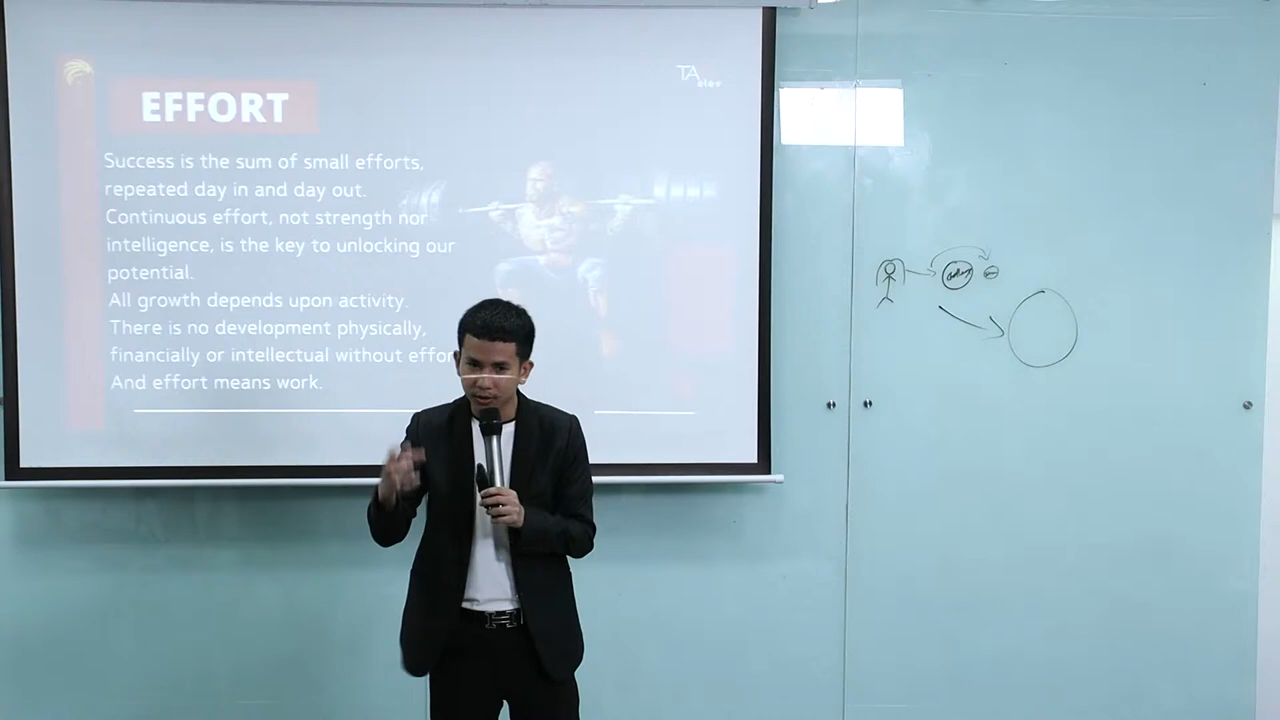 EFFORT
TA
elev
Success is the sum of small efforts,
repeated day in and day out.
Continuous effort, not strength nor
intelligence, is the key to unlocking our
potential.
All growth depends upon activity.
There is no development physically,
financially or intellectual without effor
And effort means work.